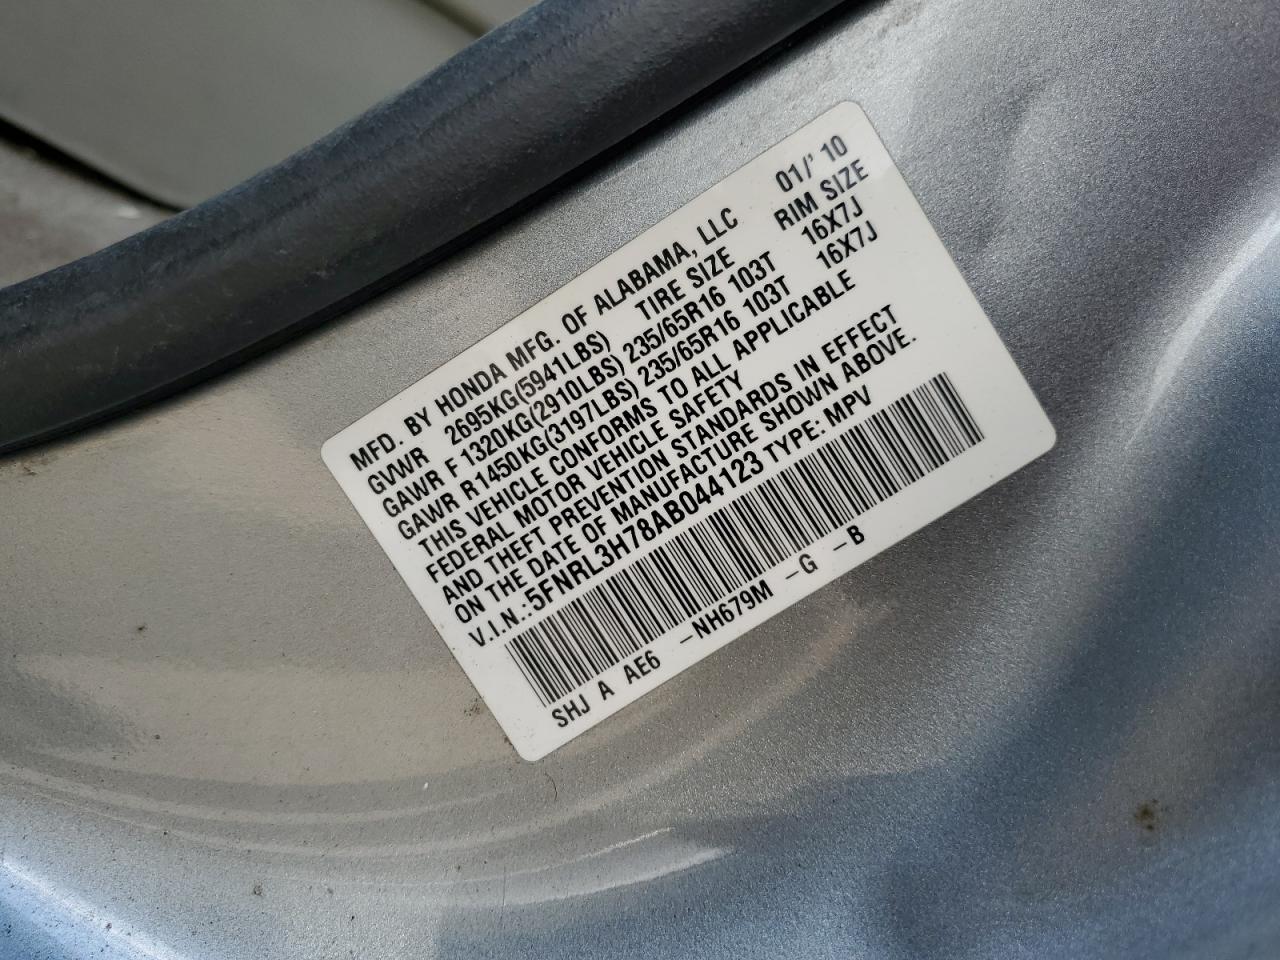 MFD. BY HONDA MFG. OF ALABAMA, LLC 01/' 10
GVWR 2695KG(5941LBS) TIRE SIZE RIM SIZE
GAWR F 1320KG(2910LBS) 235/65R16 103T 16X7J
GAWR R1450KG(3197LBS) 235/65R16 103T 16X7J
THIS VEHICLE CONFORMS TO ALL APPLICABLE
FEDERAL MOTOR VEHICLE SAFETY
AND THEFT PREVENTION STANDARDS IN EFFECT
ON THE DATE OF MANUFACTURE SHOWN ABOVE.
V.I.N.:5FNRL3H78AB044123 TYPE: MPV
SHJ A AE6 -NH679M -G -B